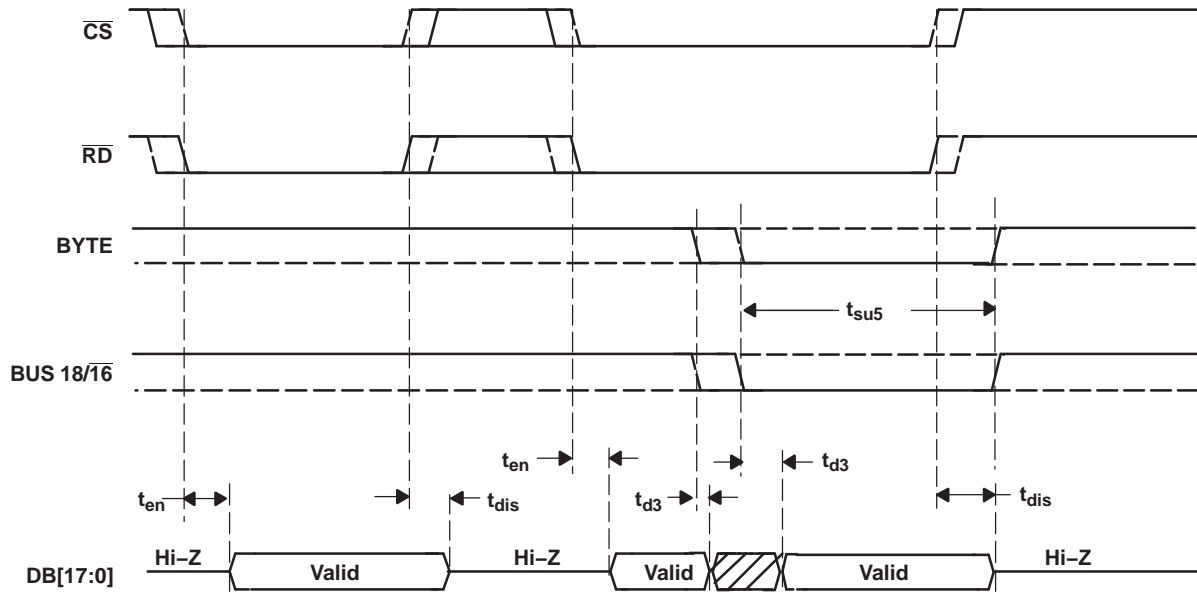 CS
RD
BYTE
tsu5
BUS 18/16
ten
td3
ten
tdis
td3
tdis
Hi–Z
Hi–Z
Hi–Z
DB[17:0]
Valid
Valid
Valid